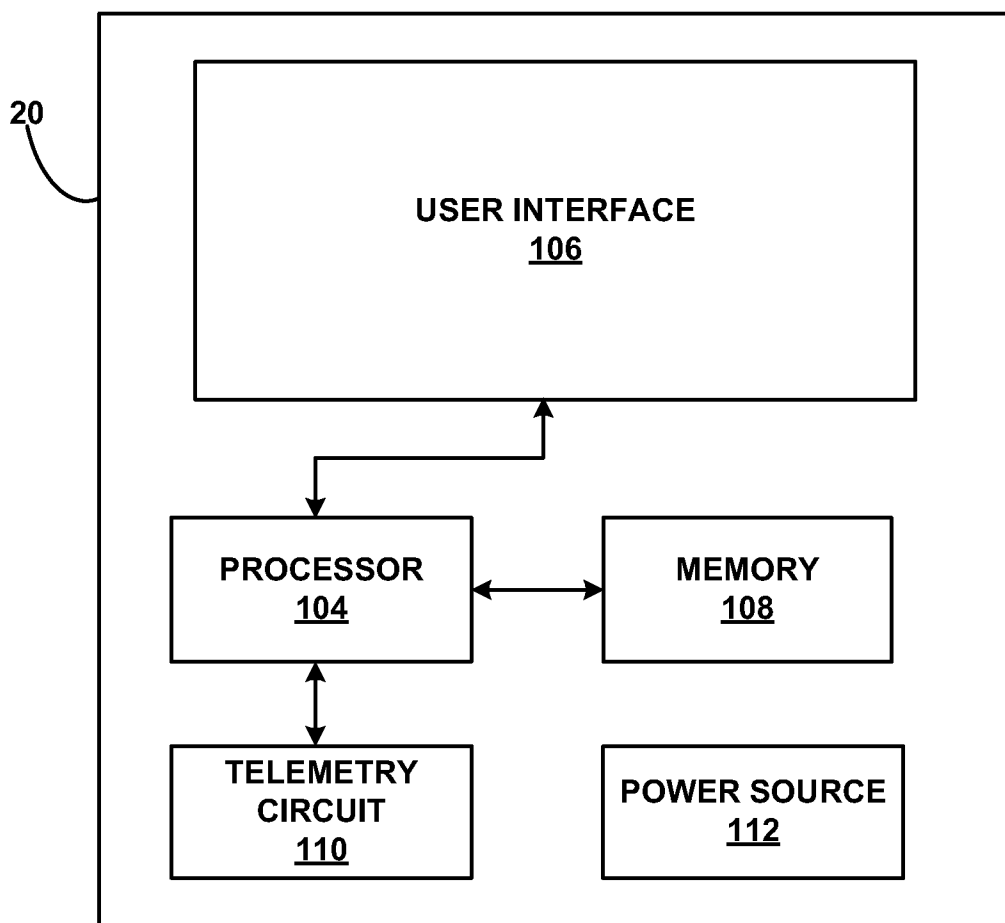 20
USER INTERFACE
106
PROCESSOR
104
MEMORY
108
TELEMETRY
CIRCUIT
110
POWER SOURCE
112